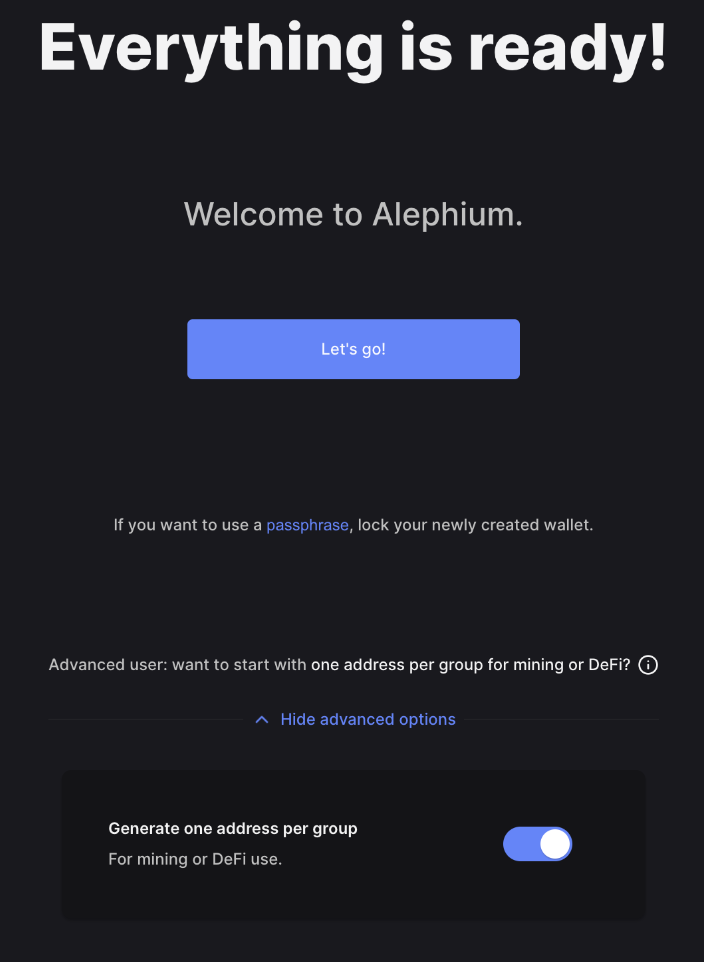 Everything is ready!
Welcome to Alephium.
Let's go!
If you want to use a passphrase, lock your newly created wallet.
Advanced user: want to start with one address per group for mining or DeFi?
Hide advanced options
Generate one address per group
For mining or DeFi use.